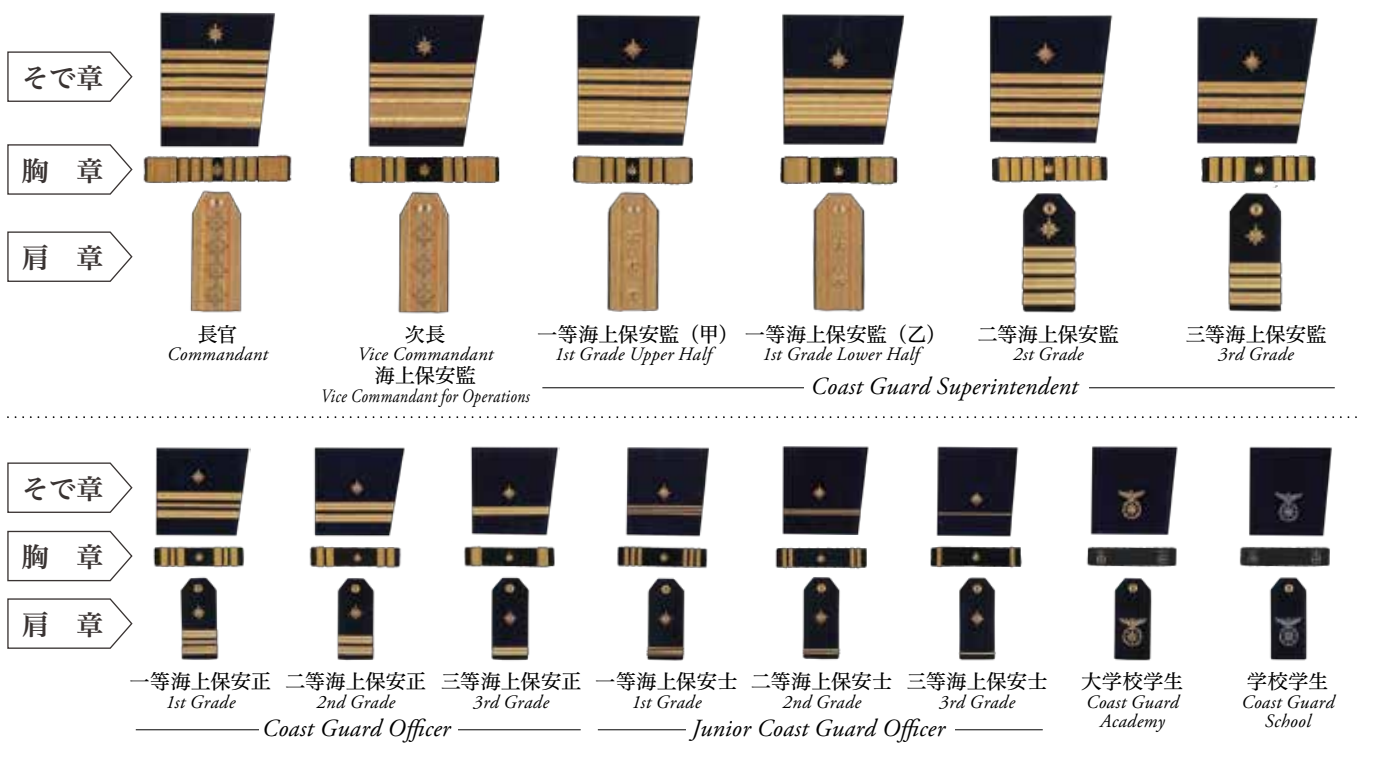 そで章
胸　章
肩　章
長官
Commandant
次長
Vice Commandant
海上保安監
Vice Commandant for Operations
一等海上保安監（甲）
1st Grade Upper Half
一等海上保安監（乙）
1st Grade Lower Half
二等海上保安監
2st Grade
三等海上保安監
3rd Grade
Coast Guard Superintendent
そで章
胸　章
肩　章
一等海上保安正
1st Grade
二等海上保安正
2nd Grade
三等海上保安正
3rd Grade
Coast Guard Officer
一等海上保安士
1st Grade
二等海上保安士
2nd Grade
三等海上保安士
3rd Grade
Junior Coast Guard Officer
大学校学生
Coast Guard
Academy
学校学生
Coast Guard
School